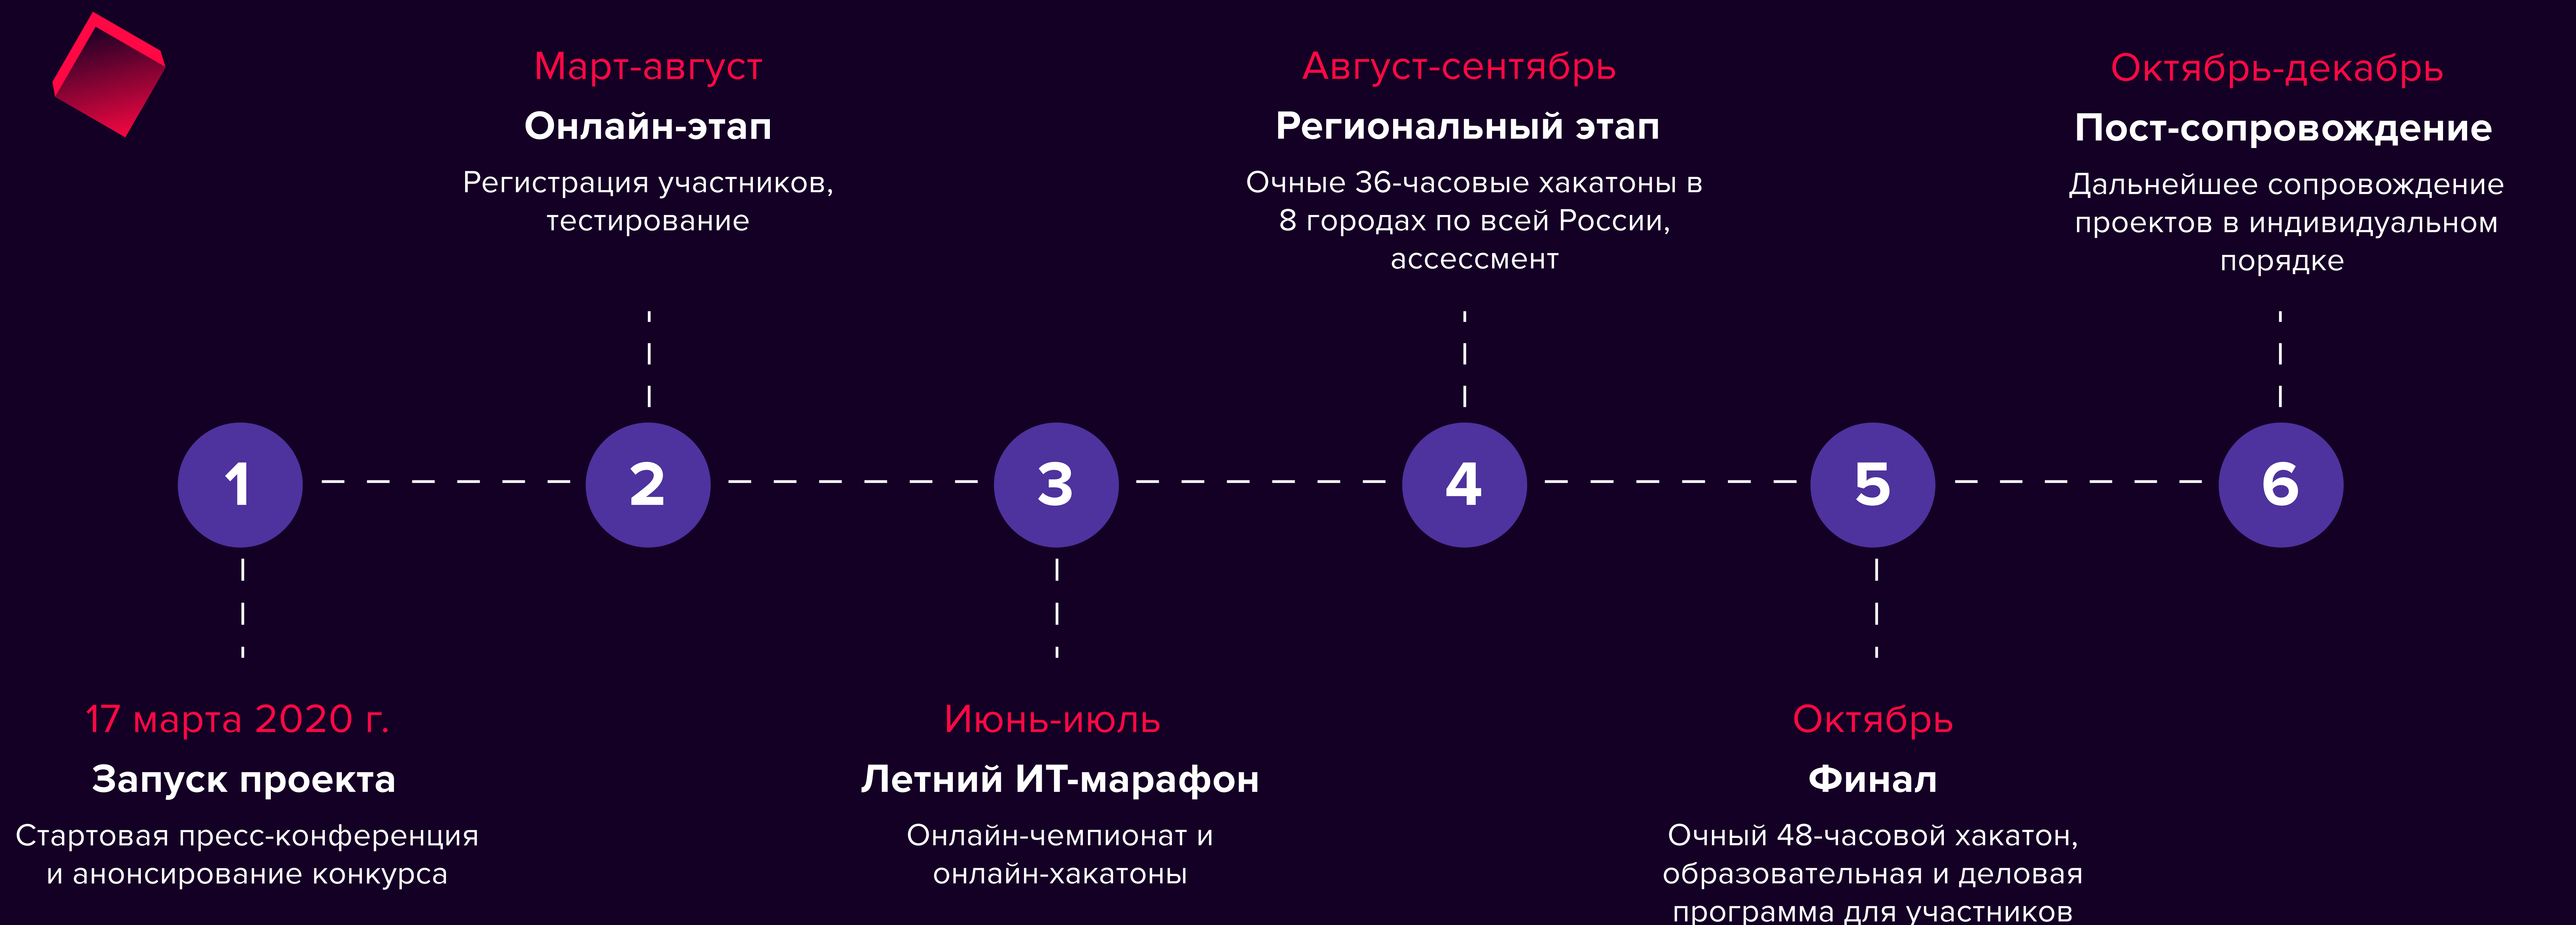 Март-август
Онлайн-этап
Регистрация участников,
тестирование
Август-сентябрь
Региональный этап
Очные 36-часовые хакатоны в
8 городах по всей России,
ассессмент
Октябрь-декабрь
Пост-сопровождение
Дальнейшее сопровождение
проектов в индивидуальном
порядке
1
2
3
4
5
6
17 марта 2020 г.
Запуск проекта
Стартовая пресс-конференция
и анонсирование конкурса
Июнь-июль
Летний ИТ-марафон
Онлайн-чемпионат и
онлайн-хакатоны
Октябрь
Финал
Очный 48-часовой хакатон,
образовательная и деловая
программа для участников